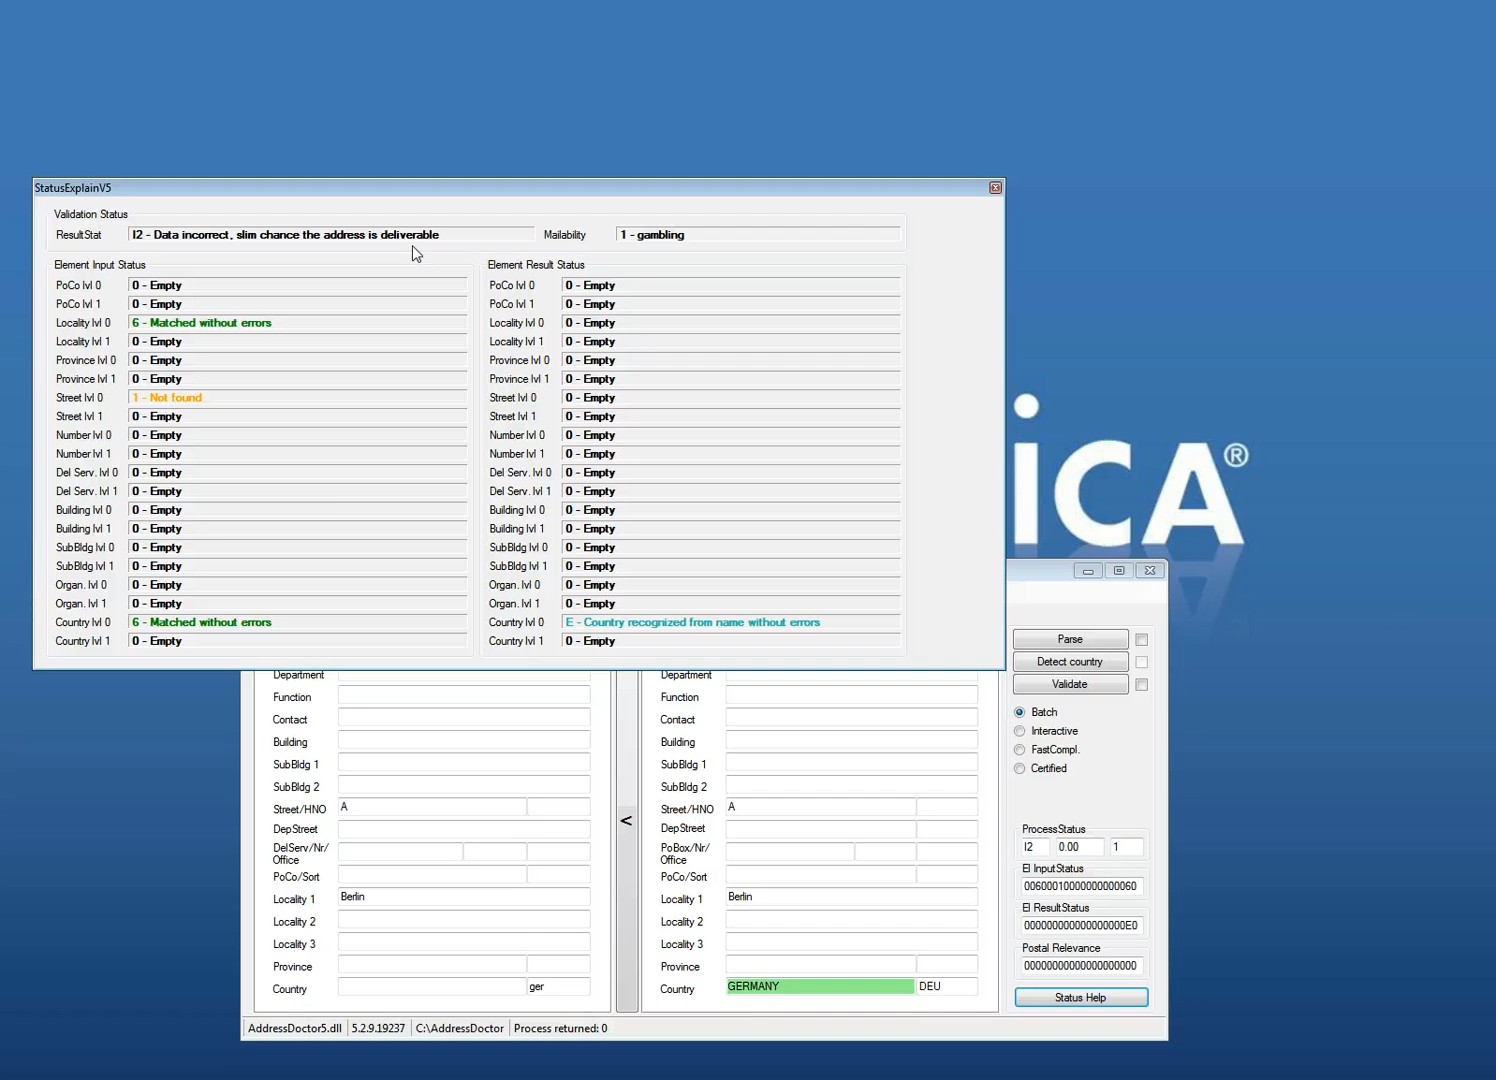 StatusExplainV5
Validation Status
ResultStat I2 - Data incorrect, slim chance the address is deliverable Mailability 1 - gambling
Element Input Status Element Result Status
PoCo lvl 0 0 - Empty PoCo lvl 0 0 - Empty
PoCo lvl 1 0 - Empty PoCo lvl 1 0 - Empty
Locality lvl 0 6 - Matched without errors Locality lvl 0 0 - Empty
Locality lvl 1 0 - Empty Locality lvl 1 0 - Empty
Province lvl 0 0 - Empty Province lvl 0 0 - Empty
Province lvl 1 0 - Empty Province lvl 1 0 - Empty
Street lvl 0 1 - Not found Street lvl 0 0 - Empty
Street lvl 1 0 - Empty Street lvl 1 0 - Empty
Number lvl 0 0 - Empty Number lvl 0 0 - Empty
Number lvl 1 0 - Empty Number lvl 1 0 - Empty
Del Serv. lvl 0 0 - Empty Del Serv. lvl 0 0 - Empty
Del Serv. lvl 1 0 - Empty Del Serv. lvl 1 0 - Empty
Building lvl 0 0 - Empty Building lvl 0 0 - Empty
Building lvl 1 0 - Empty Building lvl 1 0 - Empty
SubBldg lvl 0 0 - Empty SubBldg lvl 0 0 - Empty
SubBldg lvl 1 0 - Empty SubBldg lvl 1 0 - Empty
Organ. lvl 0 0 - Empty Organ. lvl 0 0 - Empty
Organ. lvl 1 0 - Empty Organ. lvl 1 0 - Empty
Country lvl 0 6 - Matched without errors Country lvl 0 E - Country recognized from name without errors
Country lvl 1 0 - Empty Country lvl 1 0 - Empty
iCA®
Parse
Detect country
Validate
Batch
Interactive
FastCompl.
Certified
Department Department
Function Function
Contact Contact
Building Building
SubBldg 1 SubBldg 1
SubBldg 2 SubBldg 2
Street/HNO A < Street/HNO A
DepStreet DepStreet
DelServ/Nr/ PoBox/Nr/
Office Office
PoCo/Sort PoCo/Sort
Locality 1 Berlin Locality 1 Berlin
Locality 2 Locality 2
Locality 3 Locality 3
Province Province
Country ger Country GERMANY DEU
ProcessStatus
I2 0.00 1
El InputStatus
00600010000000000060
El ResultStatus
000000000000000000E0
Postal Relevance
00000000000000000000
Status Help
AddressDoctor5.dll 5.2.9.19237 C:\AddressDoctor Process returned: 0